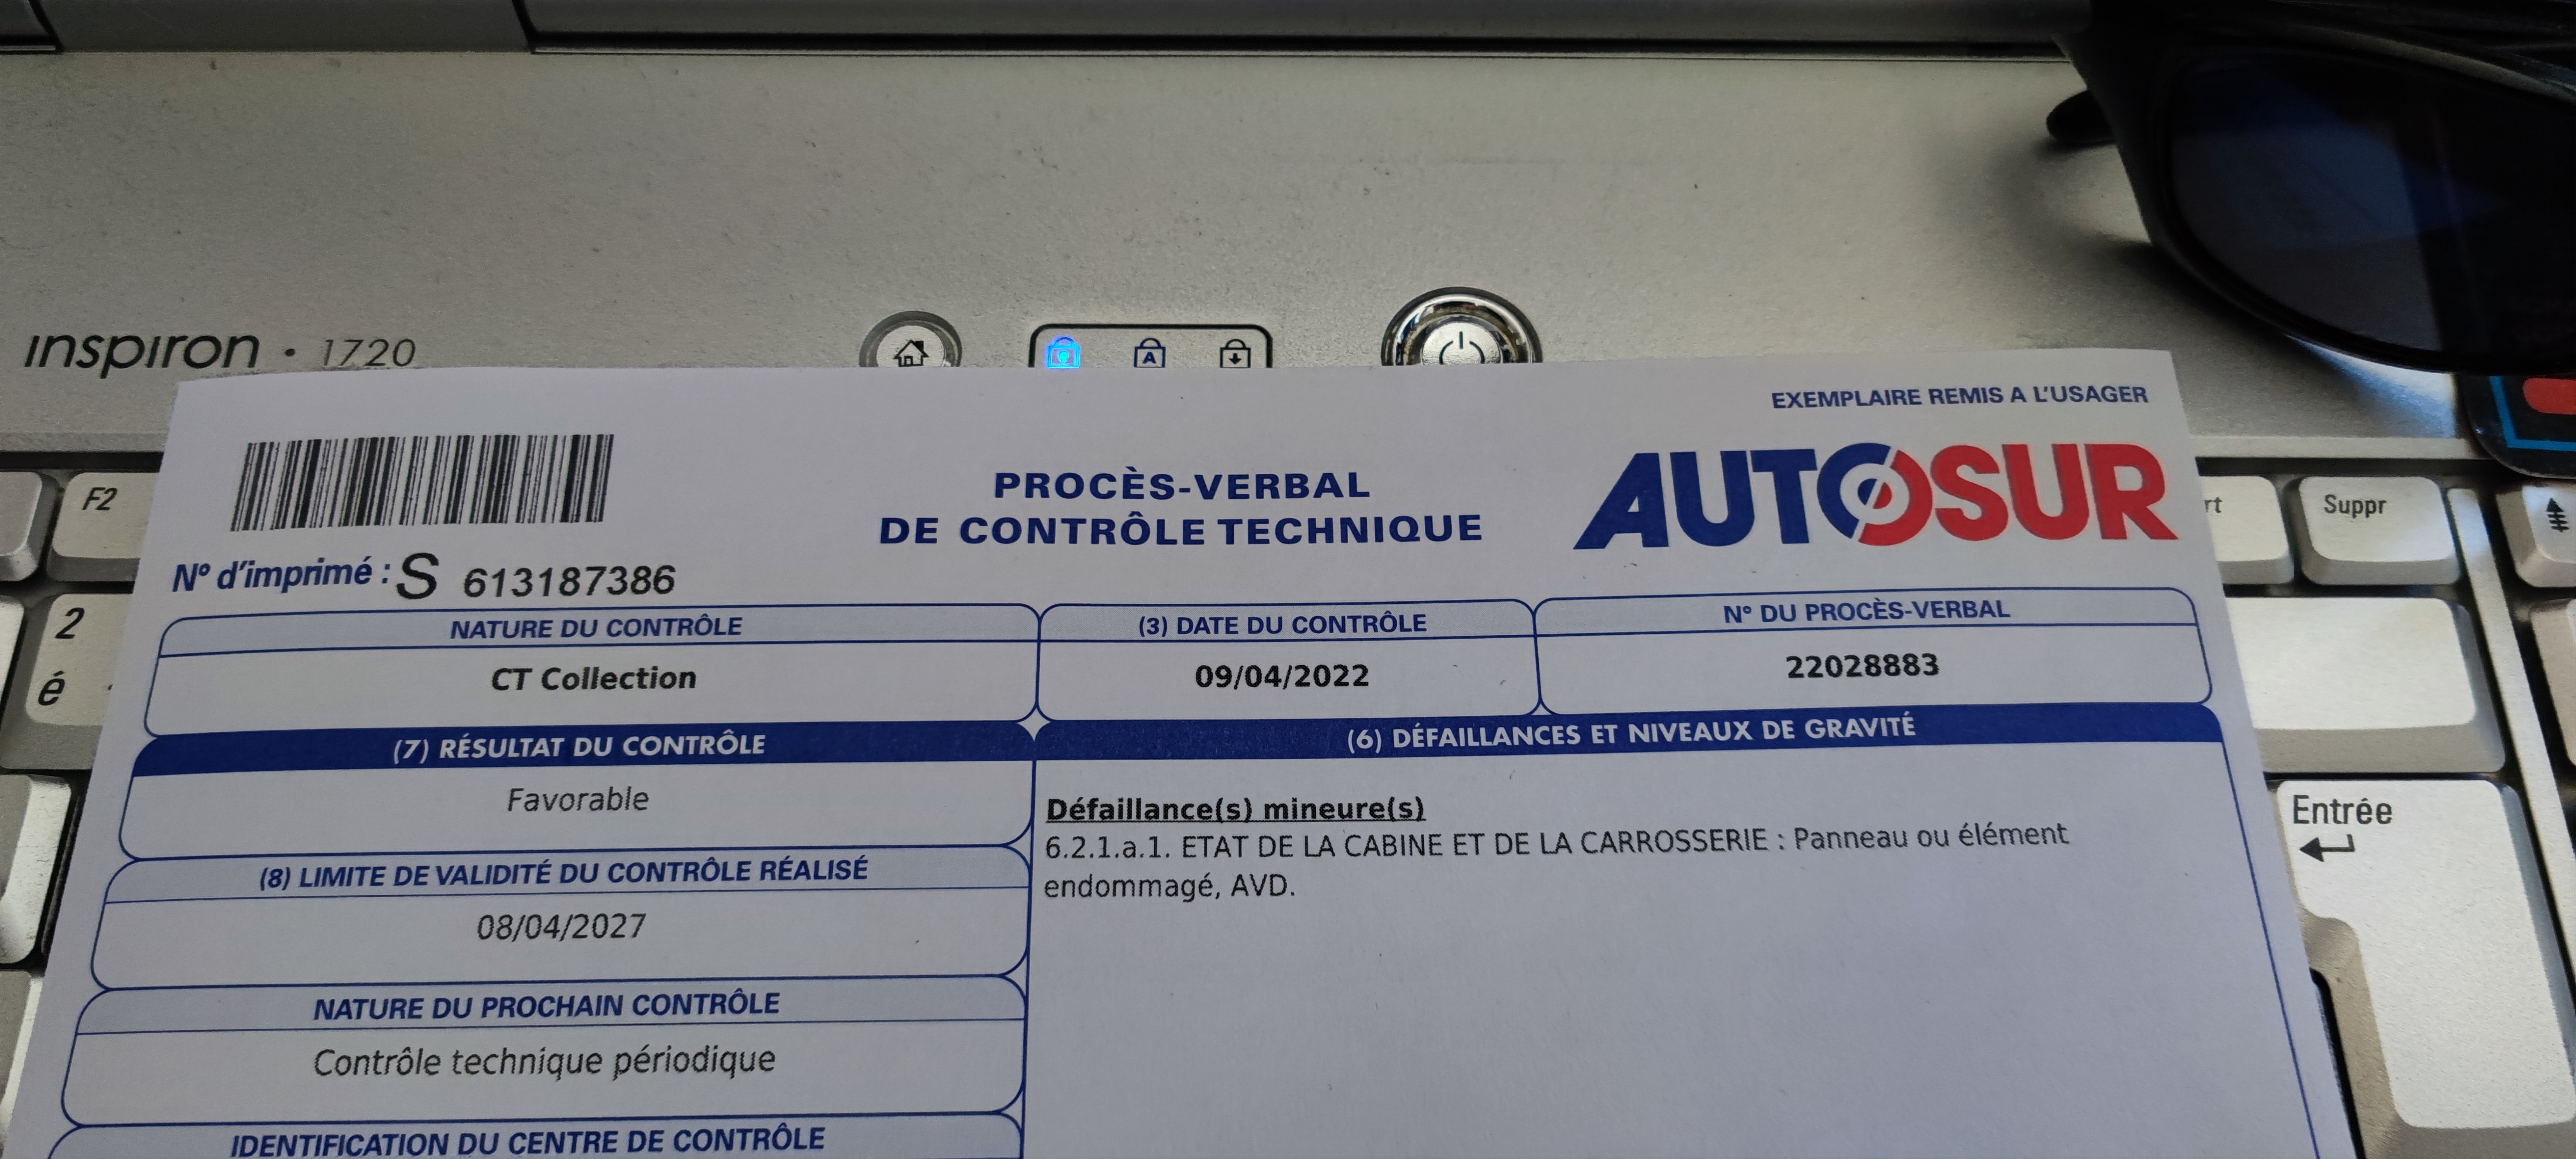 inspiron • 1720
A
EXEMPLAIRE REMIS A L'USAGER
AUTOSUR
PROCÈS-VERBAL
DE CONTRÔLE TECHNIQUE
N° d'imprimé : S 613187386
NATURE DU CONTRÔLE
CT Collection
(3) DATE DU CONTRÔLE
09/04/2022
N° DU PROCÈS-VERBAL
22028883
(7) RÉSULTAT DU CONTRÔLE
Favorable
(8) LIMITE DE VALIDITÉ DU CONTRÔLE RÉALISÉ
08/04/2027
NATURE DU PROCHAIN CONTRÔLE
Contrôle technique périodique
IDENTIFICATION DU CENTRE DE CONTRÔLE
(6) DÉFAILLANCES ET NIVEAUX DE GRAVITÉ
Défaillance(s) mineure(s)
6.2.1.a.1. ETAT DE LA CABINE ET DE LA CARROSSERIE : Panneau ou élément
endommagé, AVD.
F2
2
é
Suppr
Entrée